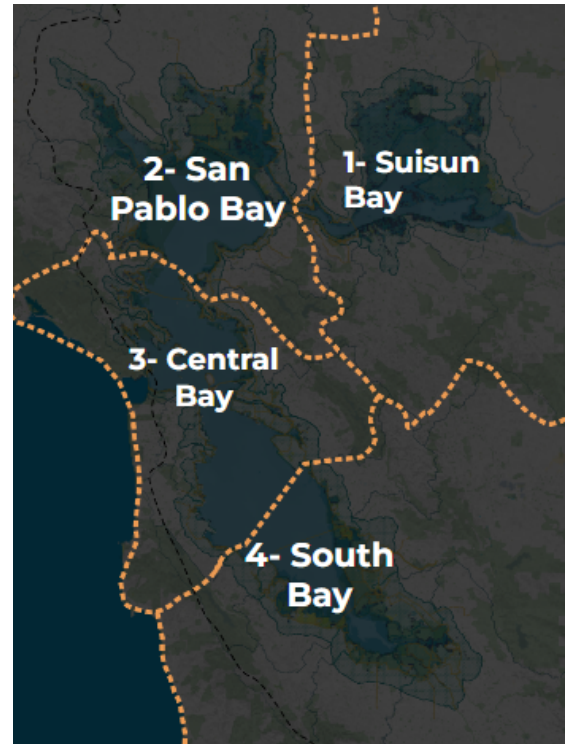 1- Suisun
Bay
2- San
Pablo Bay
3- Central
Bay
4- South
Bay